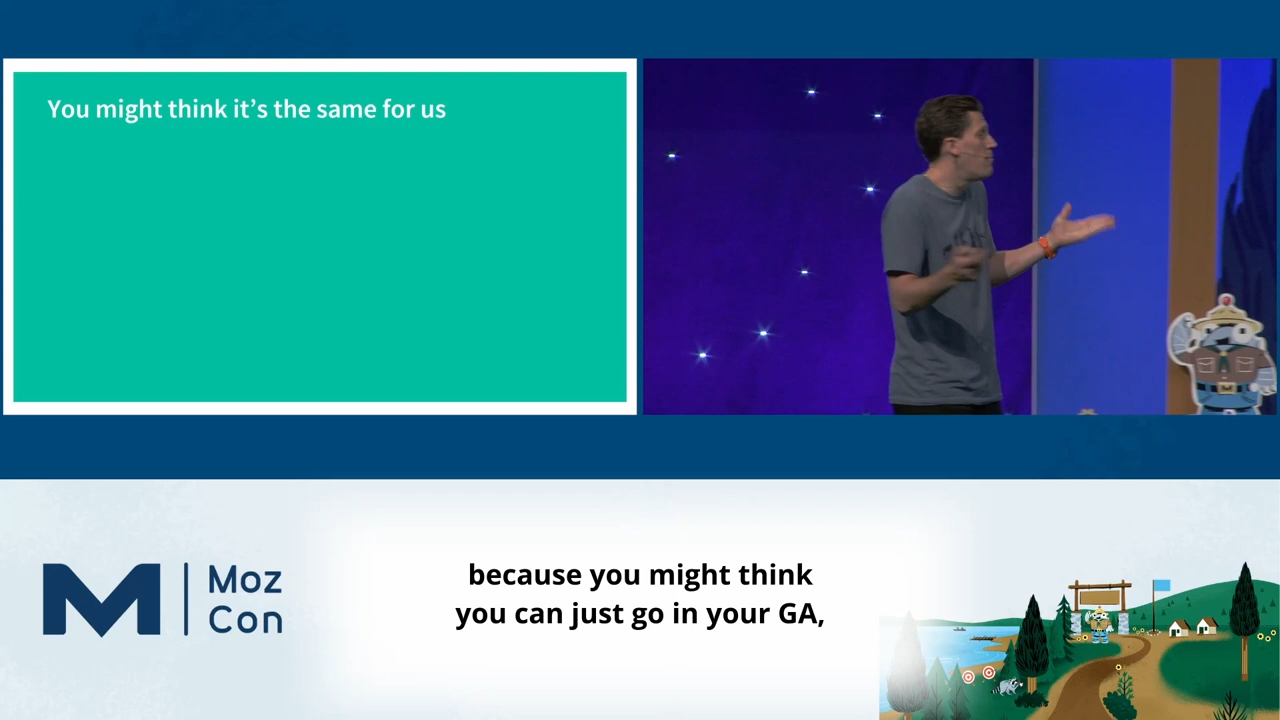 You might think it’s the same for us
Moz
Con
because you might think
you can just go in your GA,